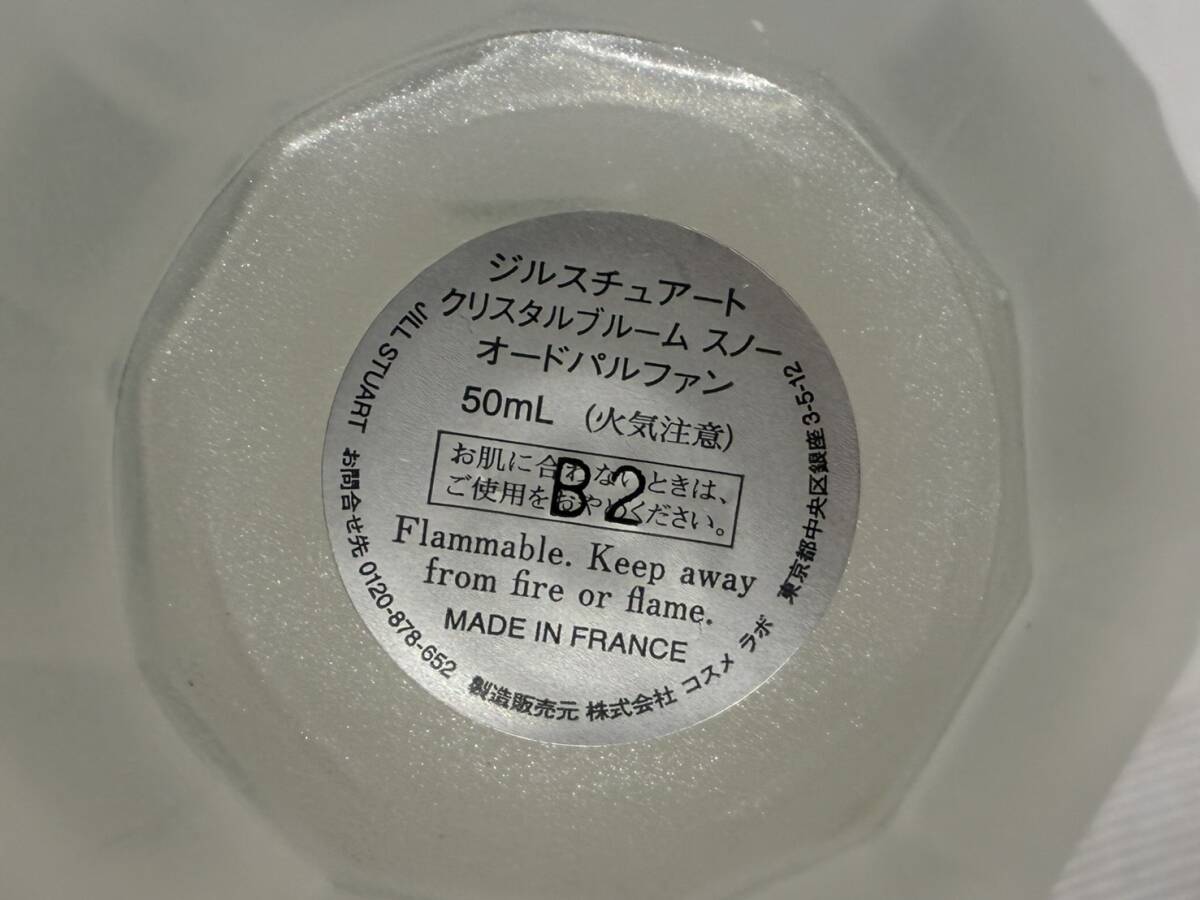 ジルスチュアート
クリスタルブルーム スノー
オードパルファン
50mL (火気注意)
お肌に合わないときは、
ご使用をおやめください。
B2
Flammable. Keep away
from fire or flame.
MADE IN FRANCE
JILL STUART お問合せ先 0120-878-652 製造販売元 株式会社 コスメ ラボ 東京都中央区銀座3-5-12